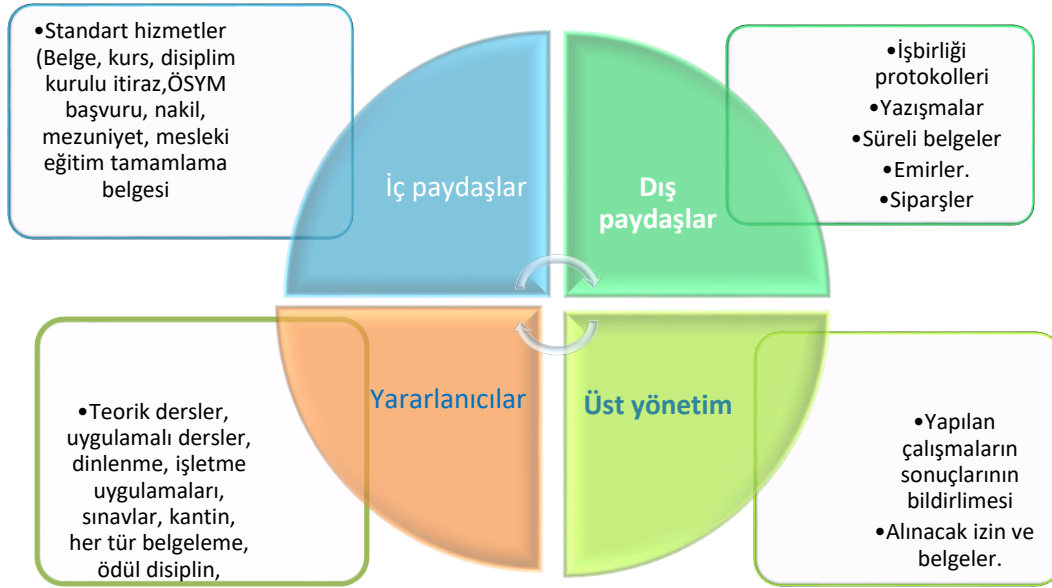 •Standart hizmetler
(Belge, kurs, disiplim
kurulu itiraz,ÖSYM
başvuru, nakil,
mezuniyet, mesleki
eğitim tamamlama
belgesi
İç paydaşlar
Dış
paydaşlar
•İşbirliği
protokolleri
•Yazışmalar
•Süreli belgeler
•Emirler.
•Siparşler
•Teorik dersler,
uygulamalı dersler,
dinlenme, işletme
uygulamaları,
sınavlar, kantin,
her tür belgeleme,
ödül disiplin,
Yararlanıcılar
Üst yönetim
•Yapılan
çalışmaların
sonuçlarının
bildirlimesi
•Alınacak izin ve
belgeler.